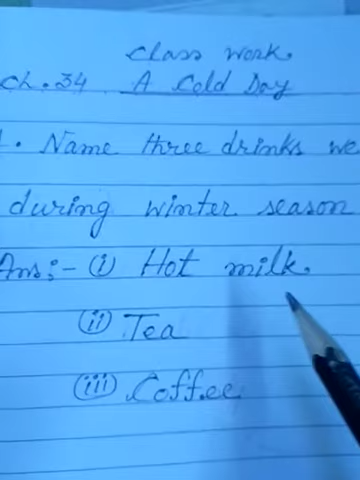 Class Work.
Ch. 34 A Cold Day
1. Name three drinks we
during winter season
Ans:- (i) Hot milk.
(ii) Tea
(iii) Coffee